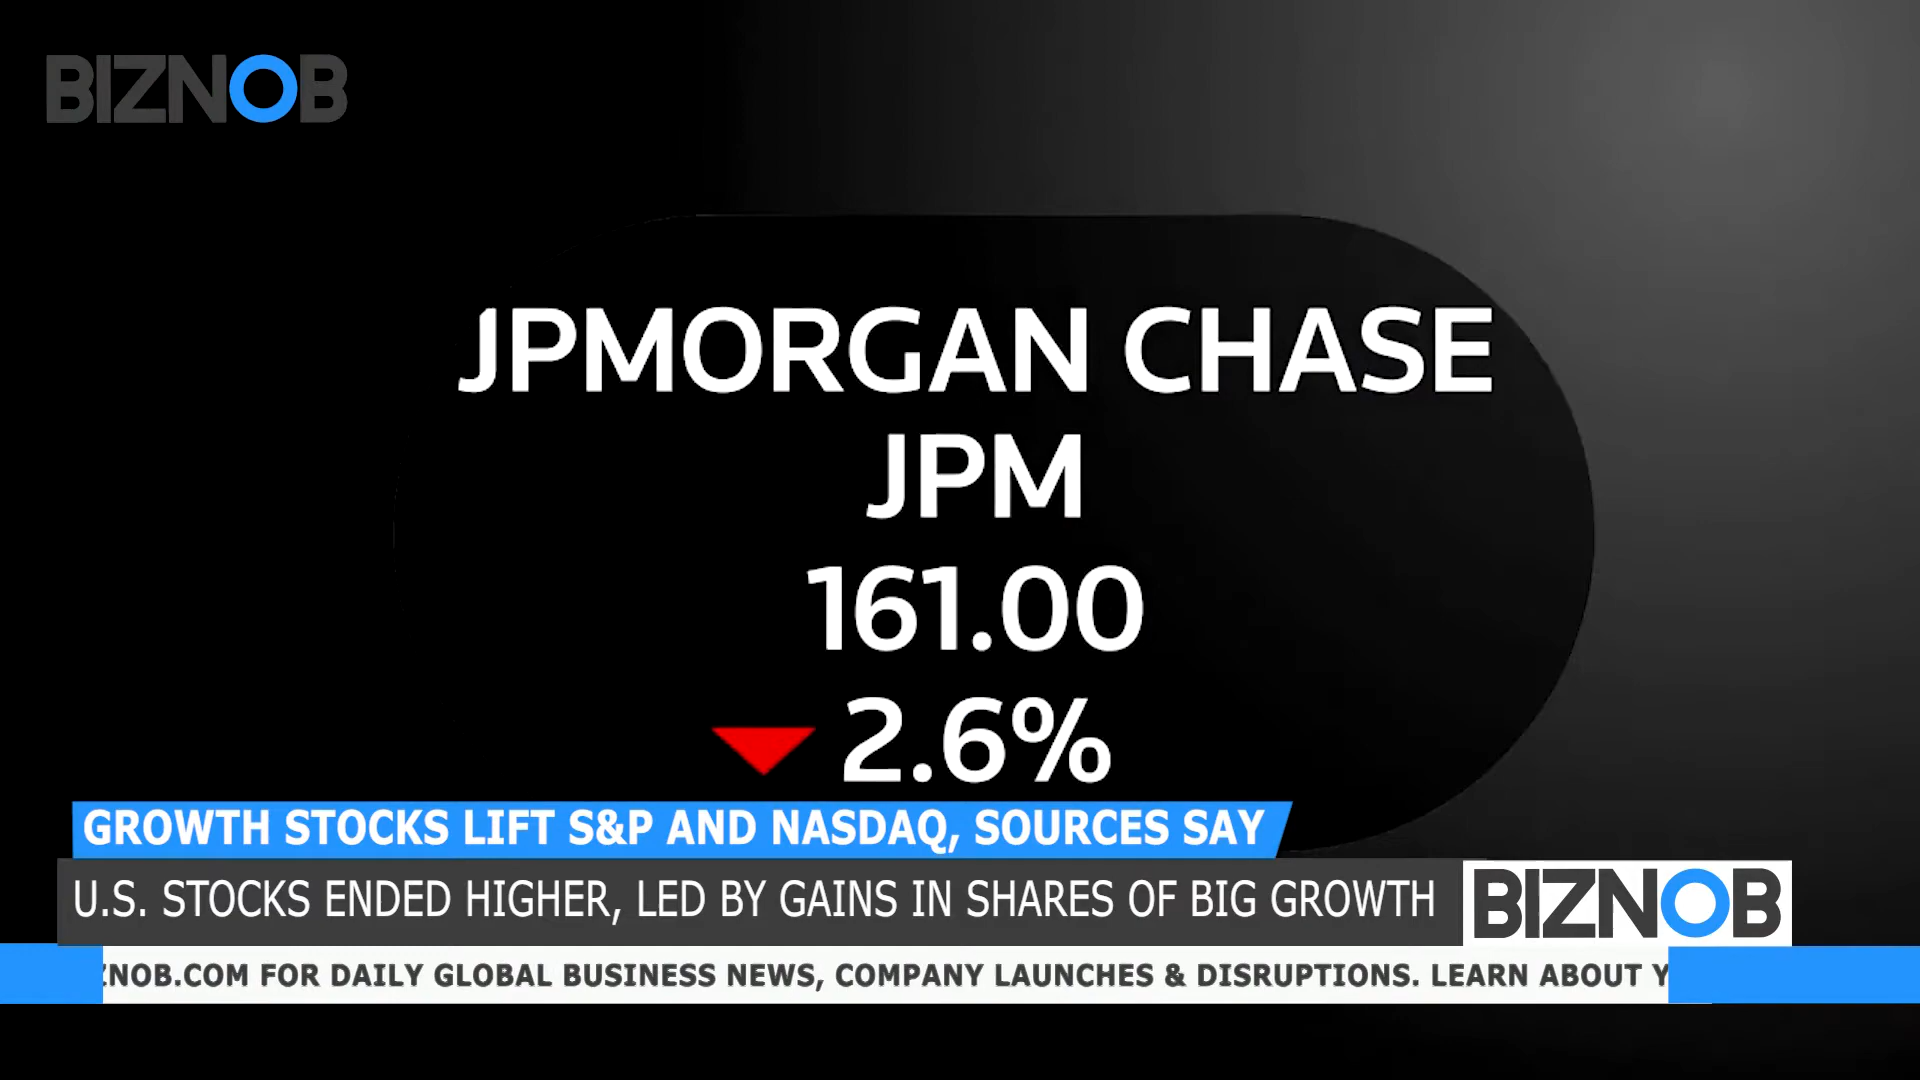 BIZNOB
JPMORGAN CHASE
JPM
161.00
2.6%
GROWTH STOCKS LIFT S&P AND NASDAQ, SOURCES SAY
U.S. STOCKS ENDED HIGHER, LED BY GAINS IN SHARES OF BIG GROWTH
BIZNOB
ZNOB.COM FOR DAILY GLOBAL BUSINESS NEWS, COMPANY LAUNCHES & DISRUPTIONS. LEARN ABOUT Y